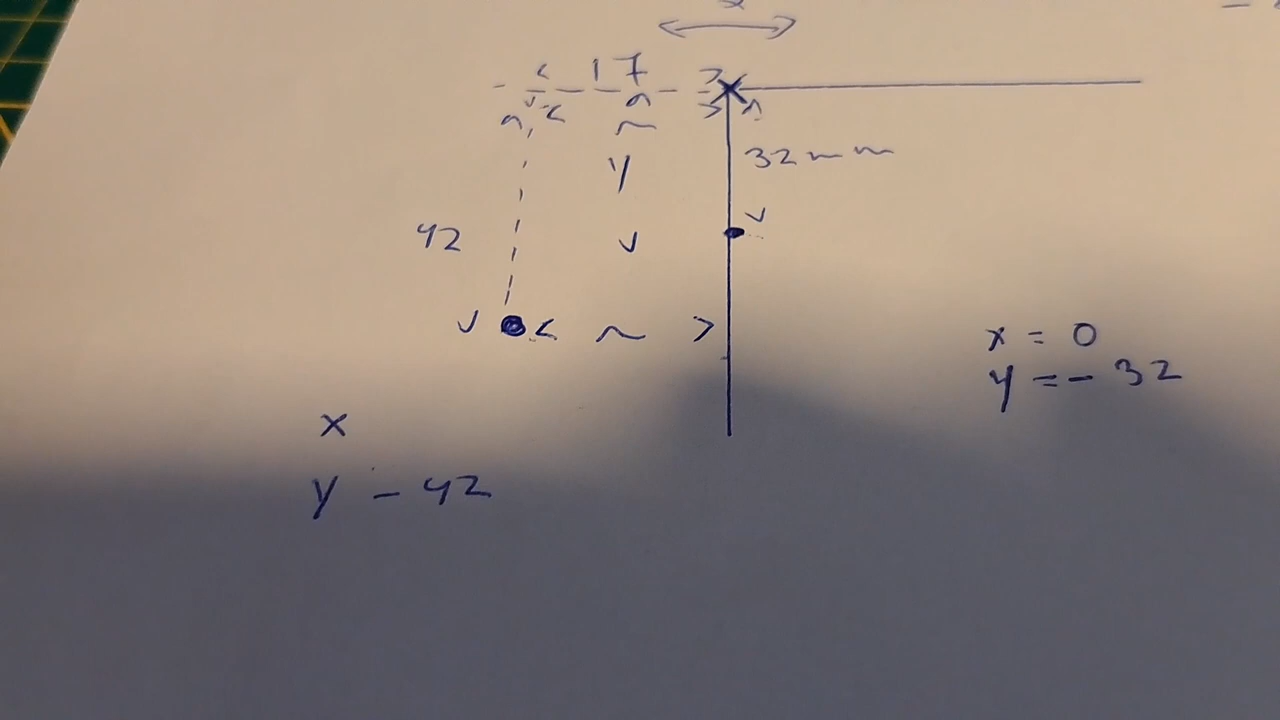 17
32mm
y
42
x = 0
y = - 32
x
y - 42